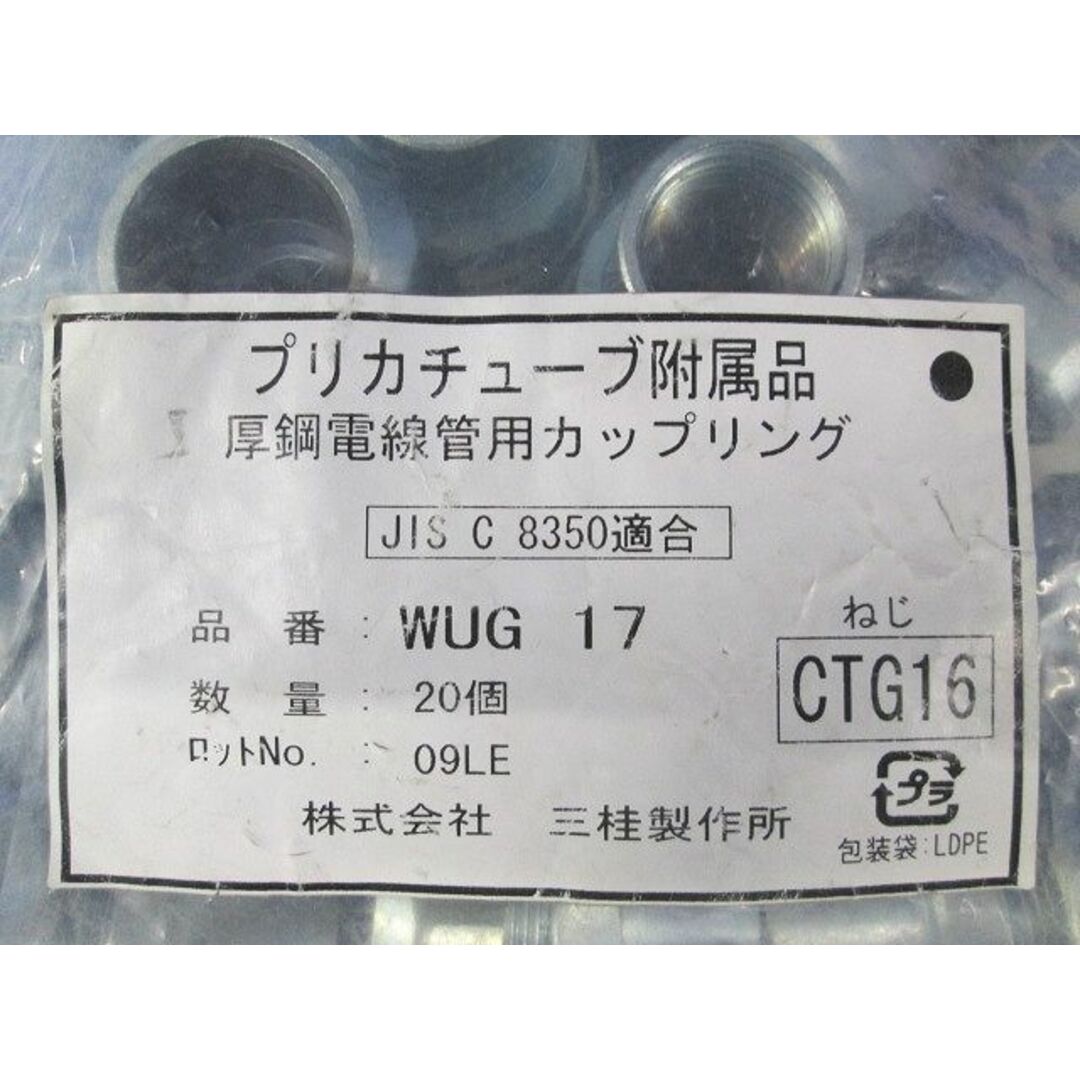 プリカチューブ附属品
厚鋼電線管用カップリング
JIS C 8350適合
品 番 : WUG 17
数 量 : 20個
ロットNo. : 09LE
ねじ
CTG16
プラ
包装袋:LDPE
株式会社 三桂製作所